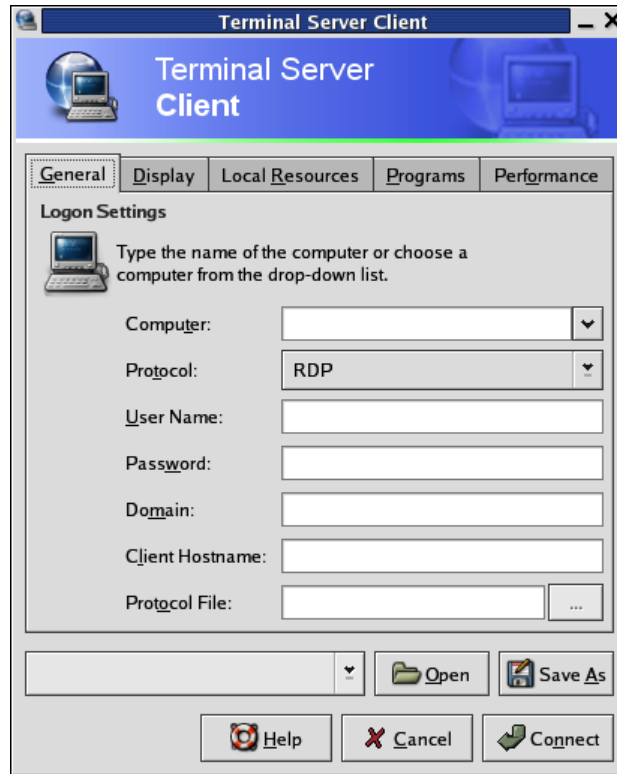 Terminal Server Client
Terminal Server
Client
General Display Local Resources Programs Performance
Logon Settings
Type the name of the computer or choose a
computer from the drop-down list.
Computer:
Protocol: RDP
User Name:
Password:
Domain:
Client Hostname:
Protocol File: ...
Open Save As
Help Cancel Connect